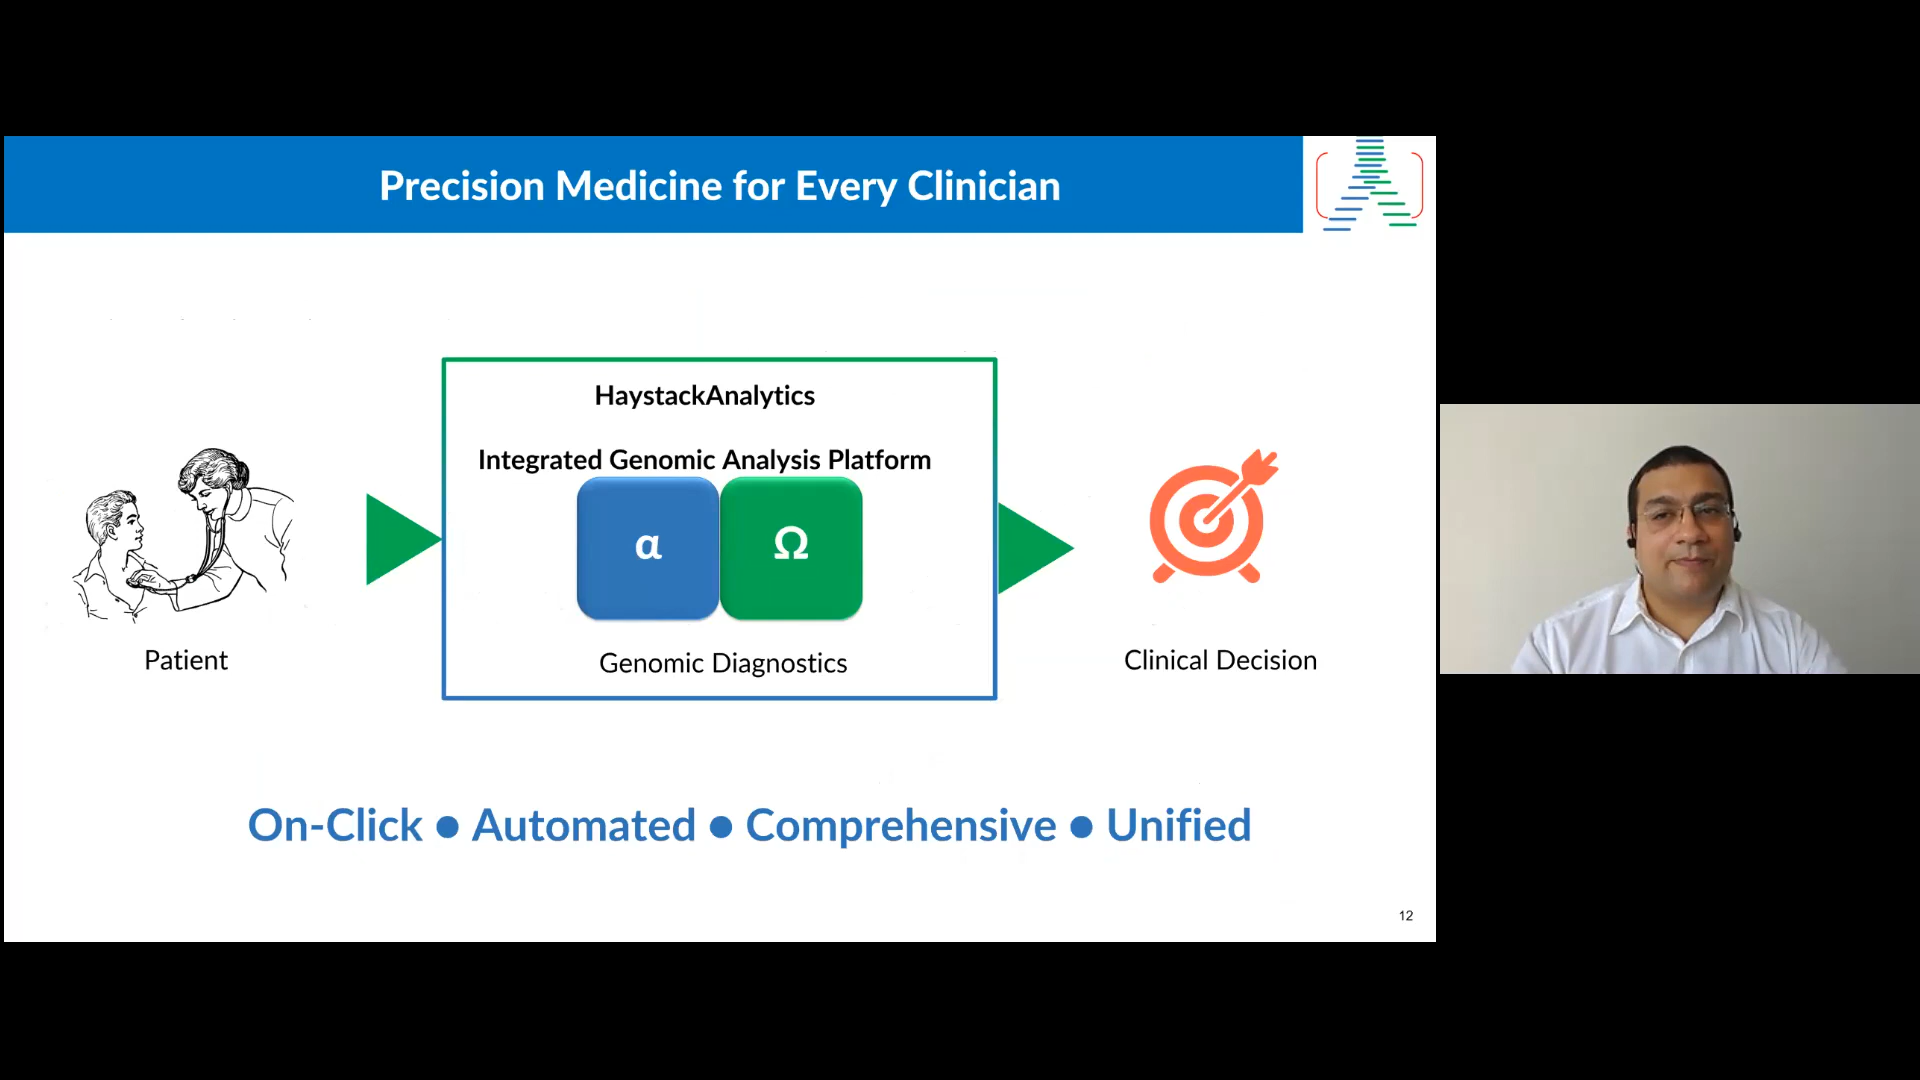 Precision Medicine for Every Clinician
HaystackAnalytics
Integrated Genomic Analysis Platform
α Ω
Genomic Diagnostics
Patient
Clinical Decision
On-Click ● Automated ● Comprehensive ● Unified
12